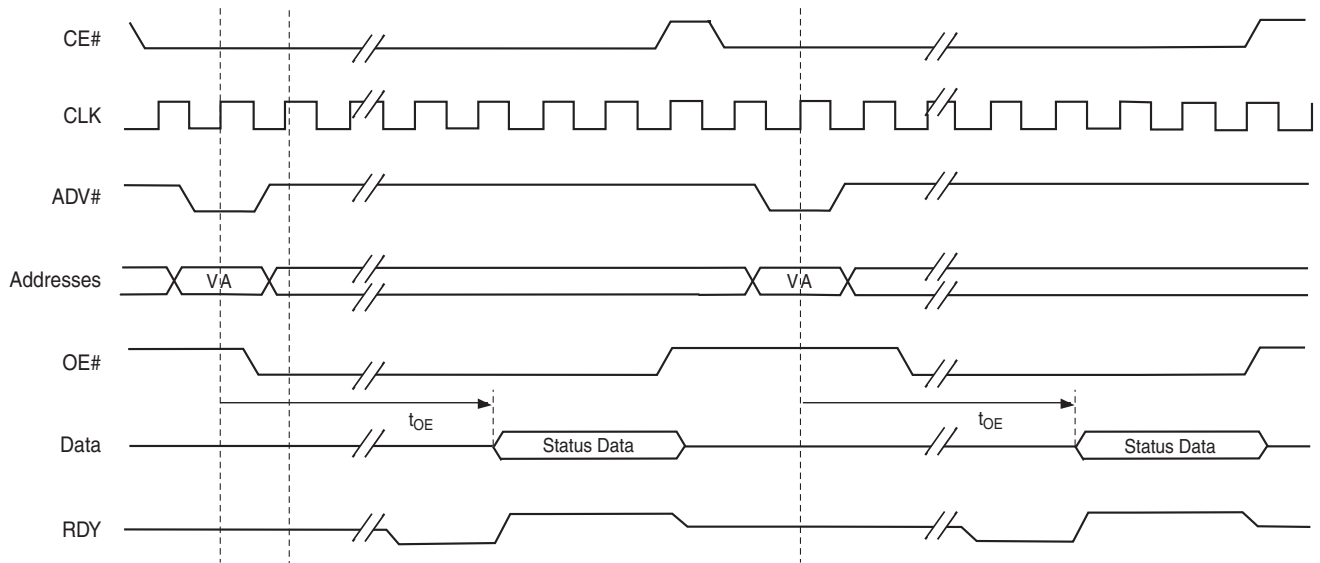 CE#
CLK
ADV#
Addresses
VA
VA
OE#
tOE
tOE
Data
Status Data
Status Data
RDY